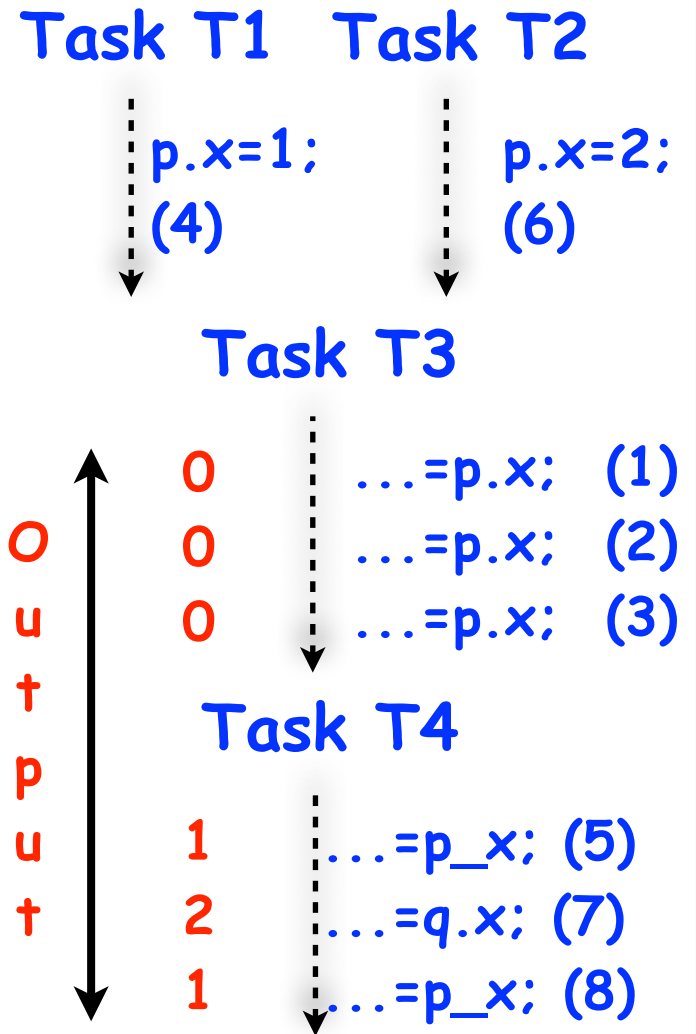 Task T1 Task T2
p.x=1; p.x=2;
(4) (6)
Task T3
0 ...=p.x; (1)
0 ...=p.x; (2)
0 ...=p.x; (3)
Task T4
1 ...=p_x; (5)
2 ...=q.x; (7)
1 ...=p_x; (8)
Output